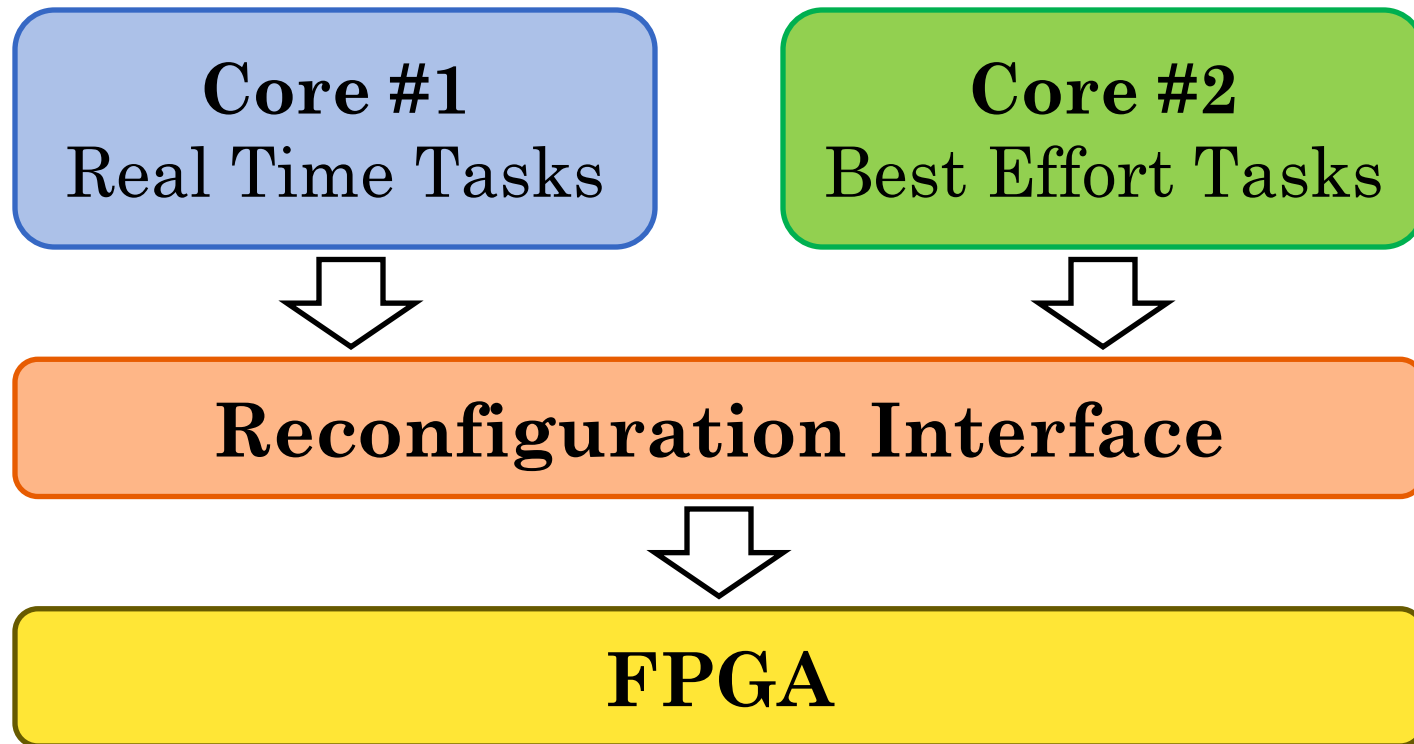 Core #1
Real Time Tasks
Core #2
Best Effort Tasks
Reconfiguration Interface
FPGA